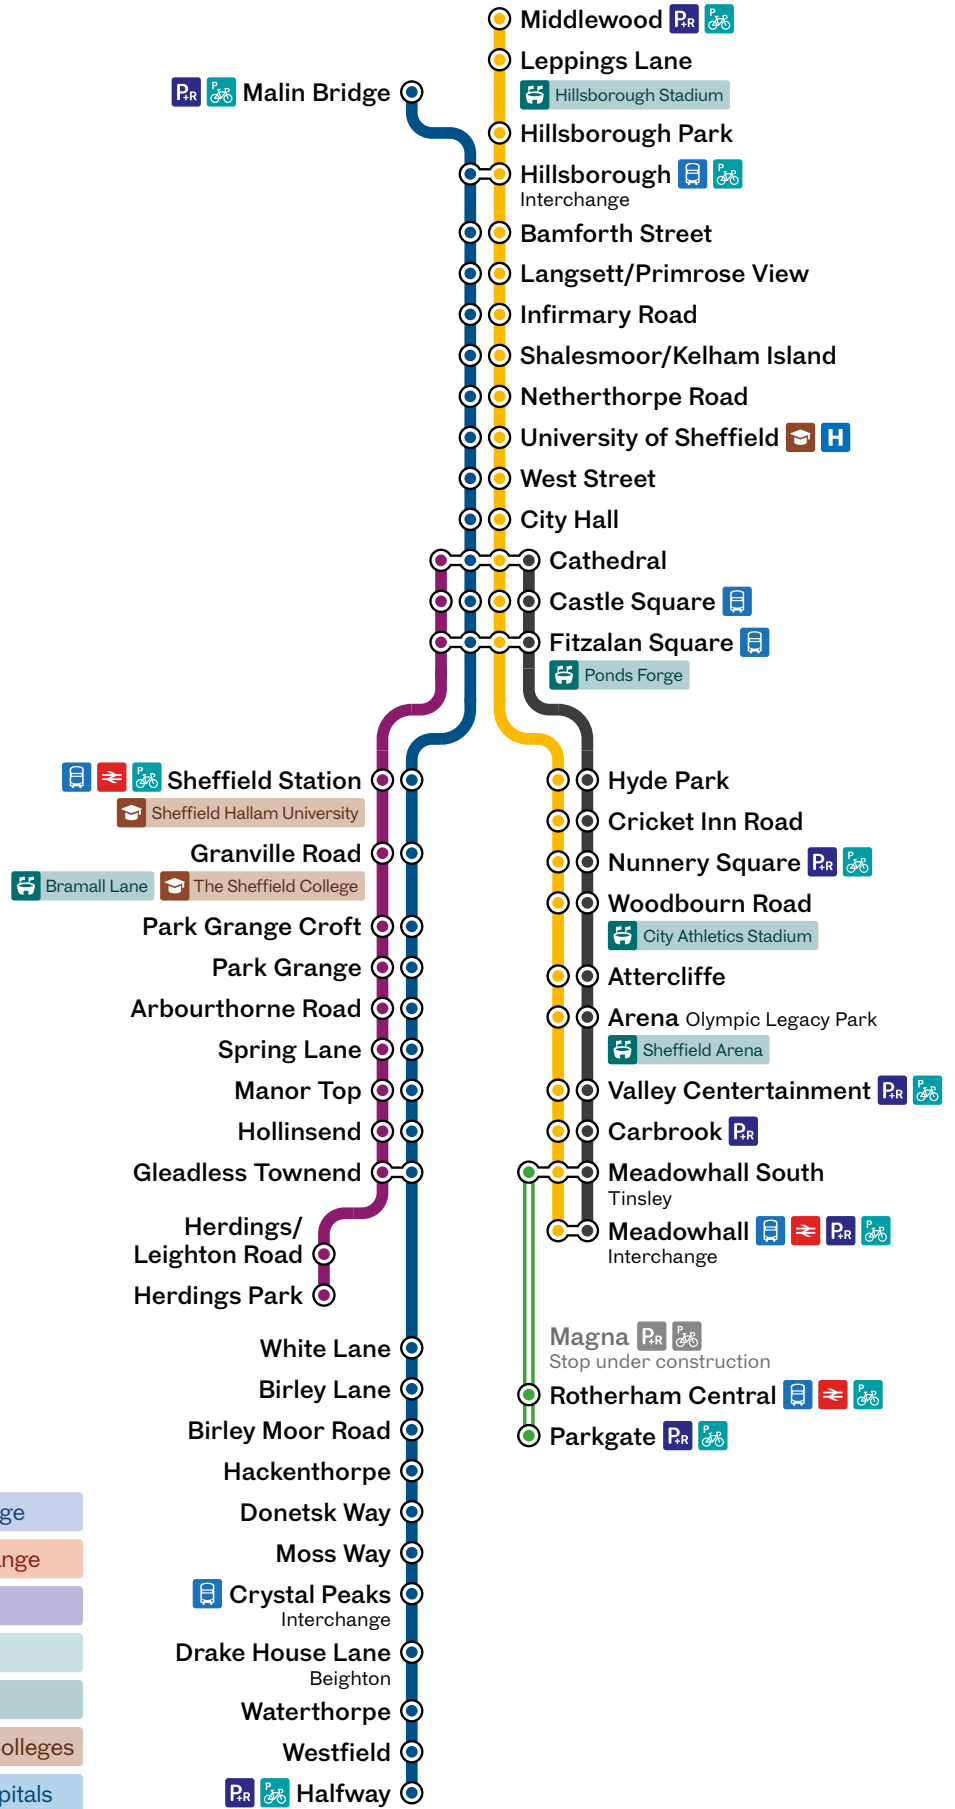 Middlewood P+R P
Leppings Lane
Hillsborough Stadium
P+R P Malin Bridge
Hillsborough Park
Hillsborough P
Interchange
Bamforth Street
Langsett/Primrose View
Infirmary Road
Shalesmoor/Kelham Island
Netherthorpe Road
University of Sheffield H
West Street
City Hall
Cathedral
Castle Square
Fitzalan Square
Ponds Forge
P Sheffield Station
Sheffield Hallam University
Granville Road
Bramall Lane The Sheffield College
Park Grange Croft
Park Grange
Arbourthorne Road
Spring Lane
Manor Top
Hollinsend
Gleadless Townend
Herdings/
Leighton Road
Herdings Park
White Lane
Birley Lane
Birley Moor Road
Hackenthorpe
Donetsk Way
Moss Way
Crystal Peaks
Interchange
Drake House Lane
Beighton
Waterthorpe
Westfield
P+R P Halfway
Hyde Park
Cricket Inn Road
Nunnery Square P+R P
Woodbourn Road
City Athletics Stadium
Attercliffe
Arena Olympic Legacy Park
Sheffield Arena
Valley Centertainment P+R P
Carbrook P+R
Meadowhall South
Tinsley
Meadowhall P+R P
Interchange
Magna P+R P
Stop under construction
Rotherham Central P
Parkgate P+R P
ge
nge
olleges
pitals